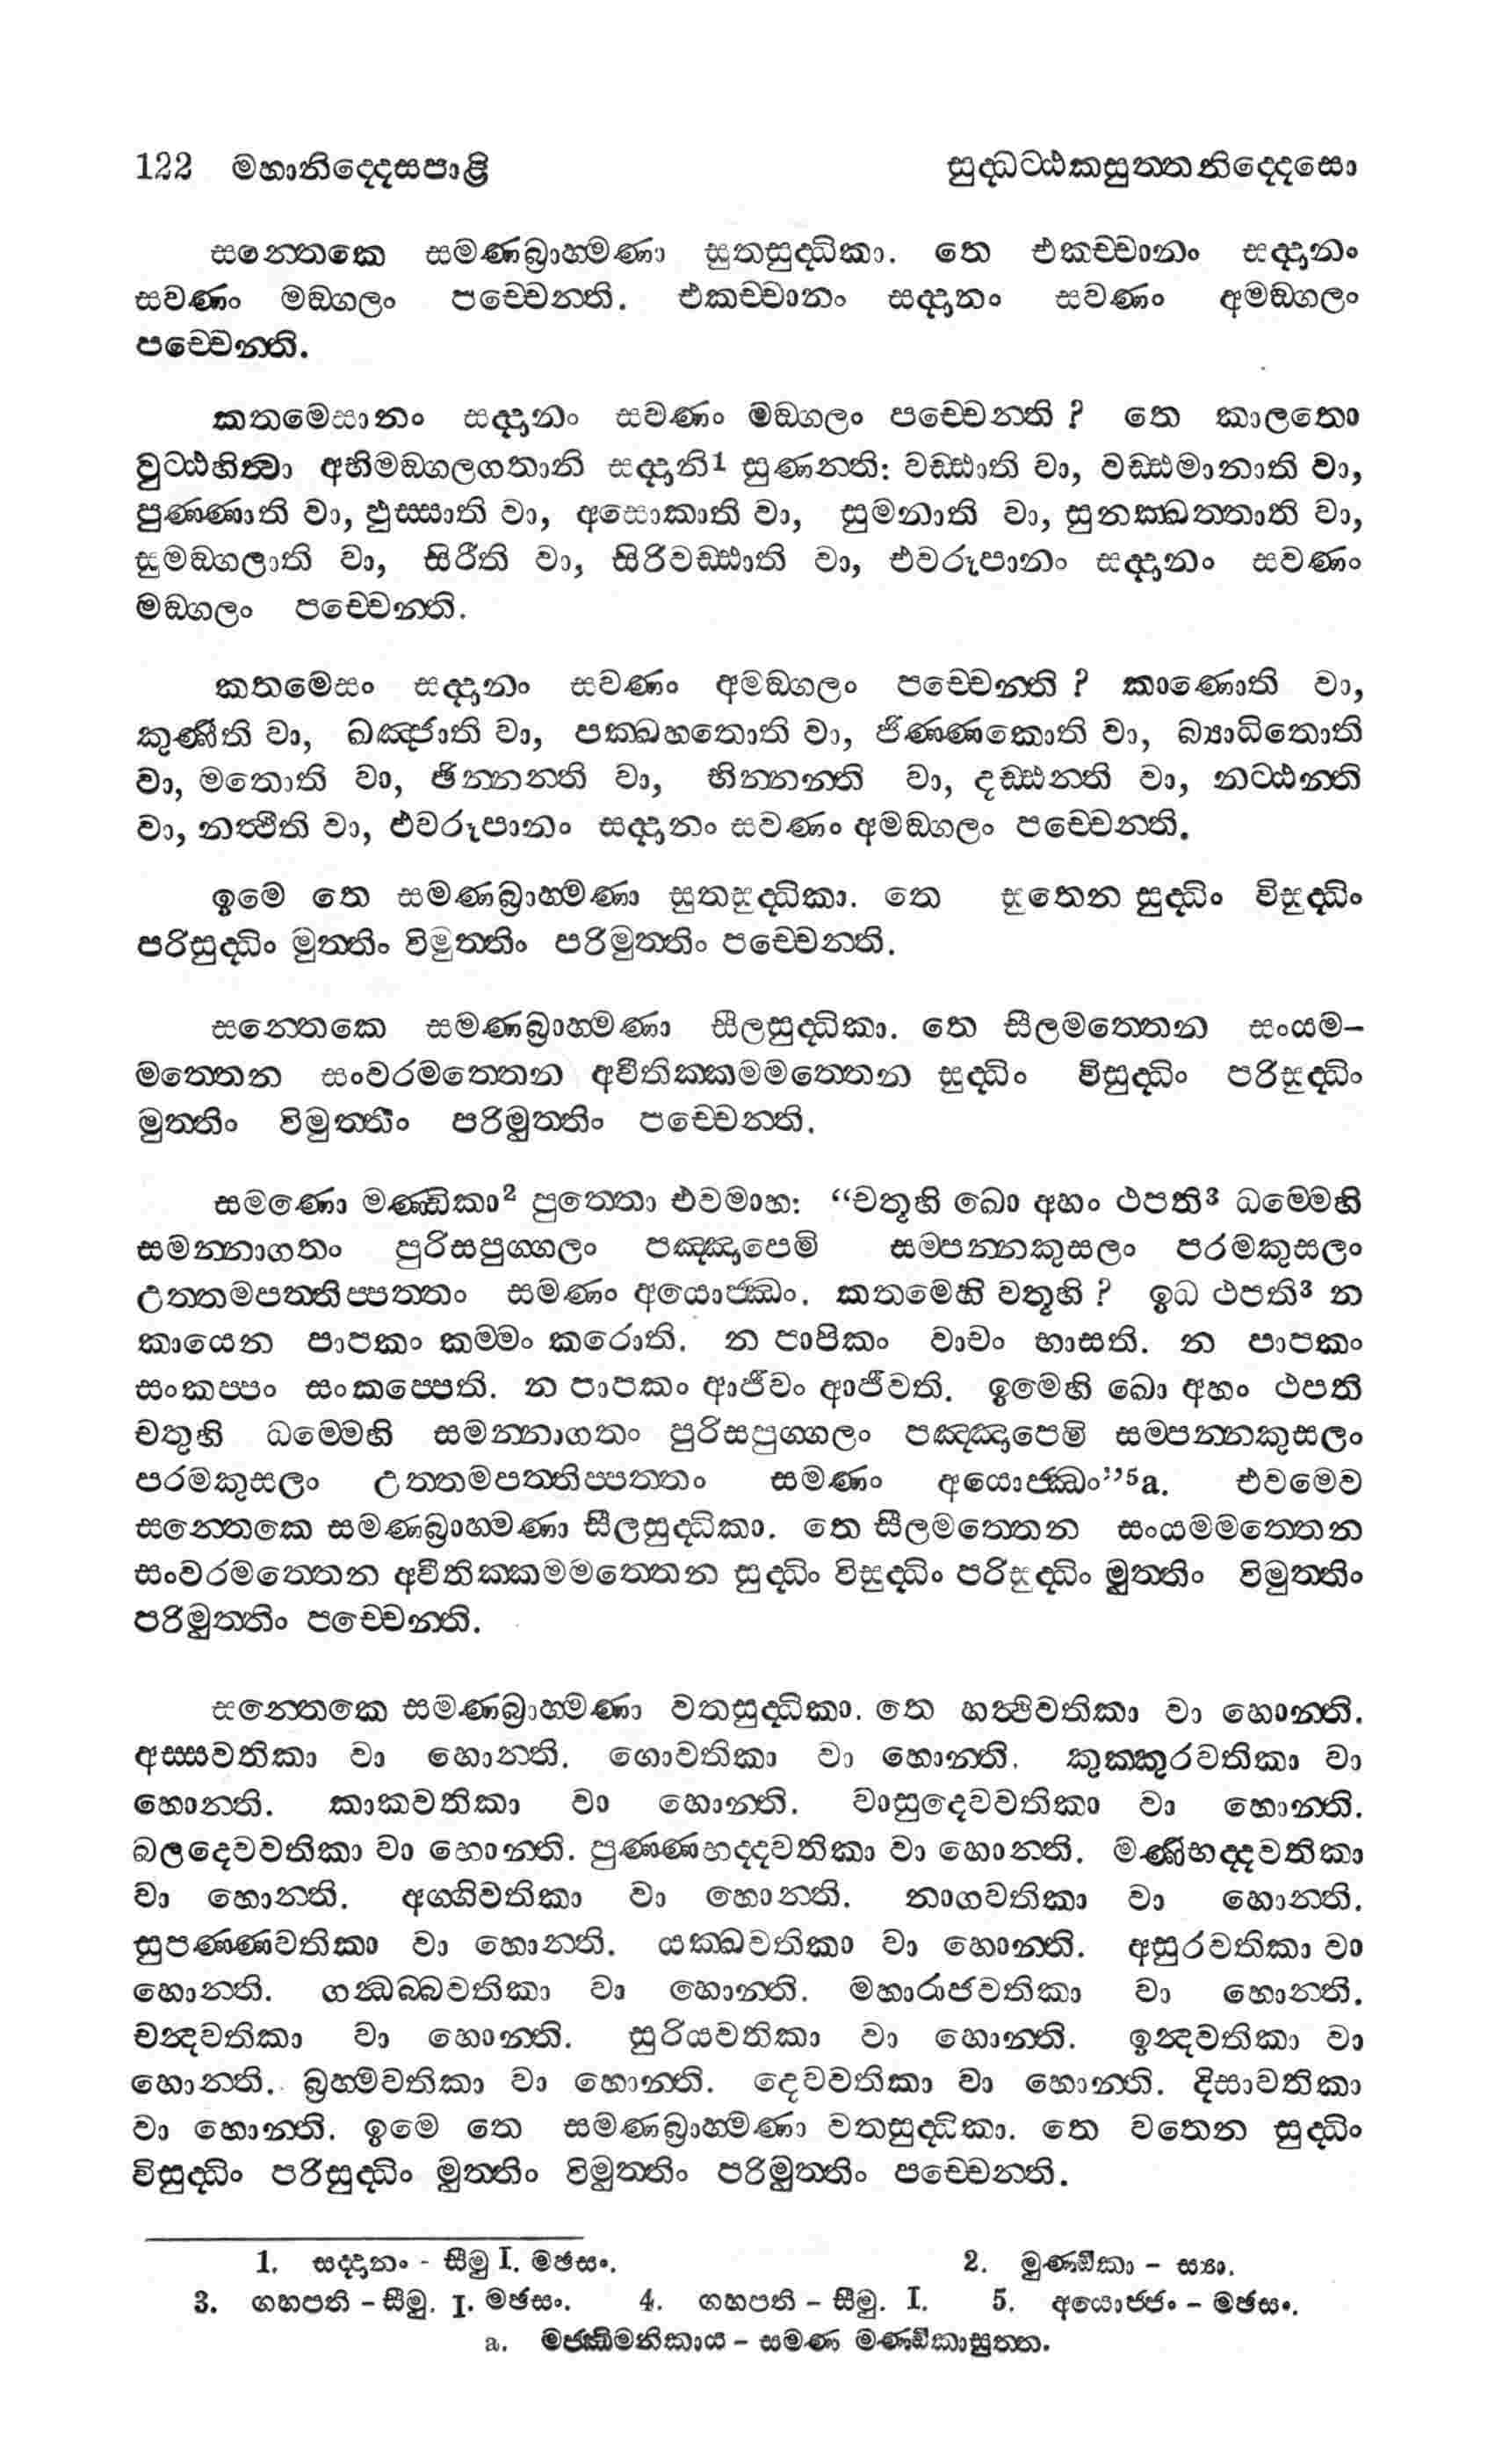 122 මහානිද්දෙසපාළි සුද්ධට්ඨකසුත්තනිද්දෙසො
සන්තෙකෙ සමණබ්‍රාහ්මණා සුතසුද්ධිකා. තෙ එකච්චානං සද්දානං
සවණං මඞ්ගලං පච්චෙන්ති. එකච්චානං සද්දානං සවණං අමඞ්ගලං
පච්චෙන්ති.
කතමෙසානං සද්දානං සවණං මඞ්ගලං පච්චෙන්ති ? තෙ කාලතො
වුට්ඨහිත්වා අභිමඞ්ගලගතානි සද්දානි1 සුණන්ති: වඩ්ඪාති වා, වඩ්ඪමානාති වා,
පුණ්ණාති වා, ඵුස්සාති වා, අසොකාති වා, සුමනාති වා, සුනක්ඛත්තාති වා,
සුමඞ්ගලාති වා, සිරීති වා, සිරිවඩ්ඪාති වා, එවරූපානං සද්දානං සවණං
මඞ්ගලං පච්චෙන්ති.
කතමෙසං සද්දානං සවණං අමඞ්ගලං පච්චෙන්ති ? කාණොති වා,
කුණීති වා, ඛඤ්ජාති වා, පක්ඛහතොති වා, ජිණ්ණකොති වා, බ්‍යාධිතොති
වා, මතොති වා, ඡින්නන්ති වා, භින්නන්ති වා, දඩ්ඪන්ති වා, නට්ඨන්ති
වා, නත්ථීති වා, එවරූපානං සද්දානං සවණං අමඞ්ගලං පච්චෙන්ති.
ඉමෙ තෙ සමණබ්‍රාහ්මණා සුතසුද්ධිකා. තෙ සුතෙන සුද්ධිං විසුද්ධිං
පරිසුද්ධිං මුත්තිං විමුත්තිං පරිමුත්තිං පච්චෙන්ති.
සන්තෙකෙ සමණබ්‍රාහ්මණා සීලසුද්ධිකා. තෙ සීලමත්තෙන සංයම–
මත්තෙන සංවරමත්තෙන අවීතික්කමමත්තෙන සුද්ධිං විසුද්ධිං පරිසුද්ධිං
මුත්තිං විමුත්තිං පරිමුත්තිං පච්චෙන්ති.
සමණො මණ්ඩිකා2 පුත්තො එවමාහ: “චතූහි ඛො අහං ථපති3 ධම්මෙහි
සමන්නාගතං පුරිසපුග්ගලං පඤ්ඤාපෙමි සම්පන්නකුසලං පරමකුසලං
උත්තමපත්තිප්පත්තං සමණං අයොජ්ඣං. කතමෙහි චතූහි ? ඉධ ථපති3 න
කායෙන පාපකං කම්මං කරොති. න පාපිකං වාචං භාසති. න පාපකං
සංකප්පං සංකප්පෙති. න පාපකං ආජීවං ආජීවති. ඉමෙහි ඛො අහං ථපති
චතුහි ධම්මෙහි සමන්නාගතං පුරිසපුග්ගලං පඤ්ඤාපෙමි සම්පන්නකුසලං
පරමකුසලං උත්තමපත්තිප්පත්තං සමණං අයොජ්ඣං”5a. එවමෙව
සන්තෙකෙ සමණබ්‍රාහ්මණා සීලසුද්ධිකා. තෙ සීලමත්තෙන සංයමමත්තෙන
සංවරමත්තෙන අවීතික්කමමත්තෙන සුද්ධිං විසුද්ධිං පරිසුද්ධිං මුත්තිං විමුත්තිං
පරිමුත්තිං පච්චෙන්ති.
සන්තෙකෙ සමණබ්‍රාහ්මණා වතසුද්ධිකා. තෙ හත්ථිවතිකා වා හොන්ති.
අස්සවතිකා වා හොන්ති. ගොවතිකා වා හොන්ති. කුක්කුරවතිකා වා
හොන්ති. කාකවතිකා වා හොන්ති. වාසුදෙවවතිකා වා හොන්ති.
බලදෙවවතිකා වා හොන්ති. පුණ්ණභද්දවතිකා වා හොන්ති. මණිභද්දවතිකා
වා හොන්ති. අග්ගිවතිකා වා හොන්ති. නාගවතිකා වා හොන්ති.
සුපණ්ණවතිකා වා හොන්ති. යක්ඛවතිකා වා හොන්ති. අසුරවතිකා වා
හොන්ති. ගන්ධබ්බවතිකා වා හොන්ති. මහාරාජවතිකා වා හොන්ති.
චන්දවතිකා වා හොන්ති. සුරියවතිකා වා හොන්ති. ඉන්දවතිකා වා
හොන්ති. බ්‍රහ්මවතිකා වා හොන්ති. දෙවවතිකා වා හොන්ති. දිසාවතිකා
වා හොන්ති. ඉමෙ තෙ සමණබ්‍රාහ්මණා වතසුද්ධිකා. තෙ වතෙන සුද්ධිං
විසුද්ධිං පරිසුද්ධිං මුත්තිං විමුත්තිං පරිමුත්තිං පච්චෙන්ති.
1. සද්දානං - සීමු I. මඡසං. 2. මුණ්ඩිකා – ස්‍යා.
3. ගහපති – සීමු. I. මඡසං. 4. ගහපති – සීමු. I. 5. අයොජ්ජං – මඡසං.
a. මජ්ඣිමනිකාය – සමණ මණ්ඩිකාසුත්ත.